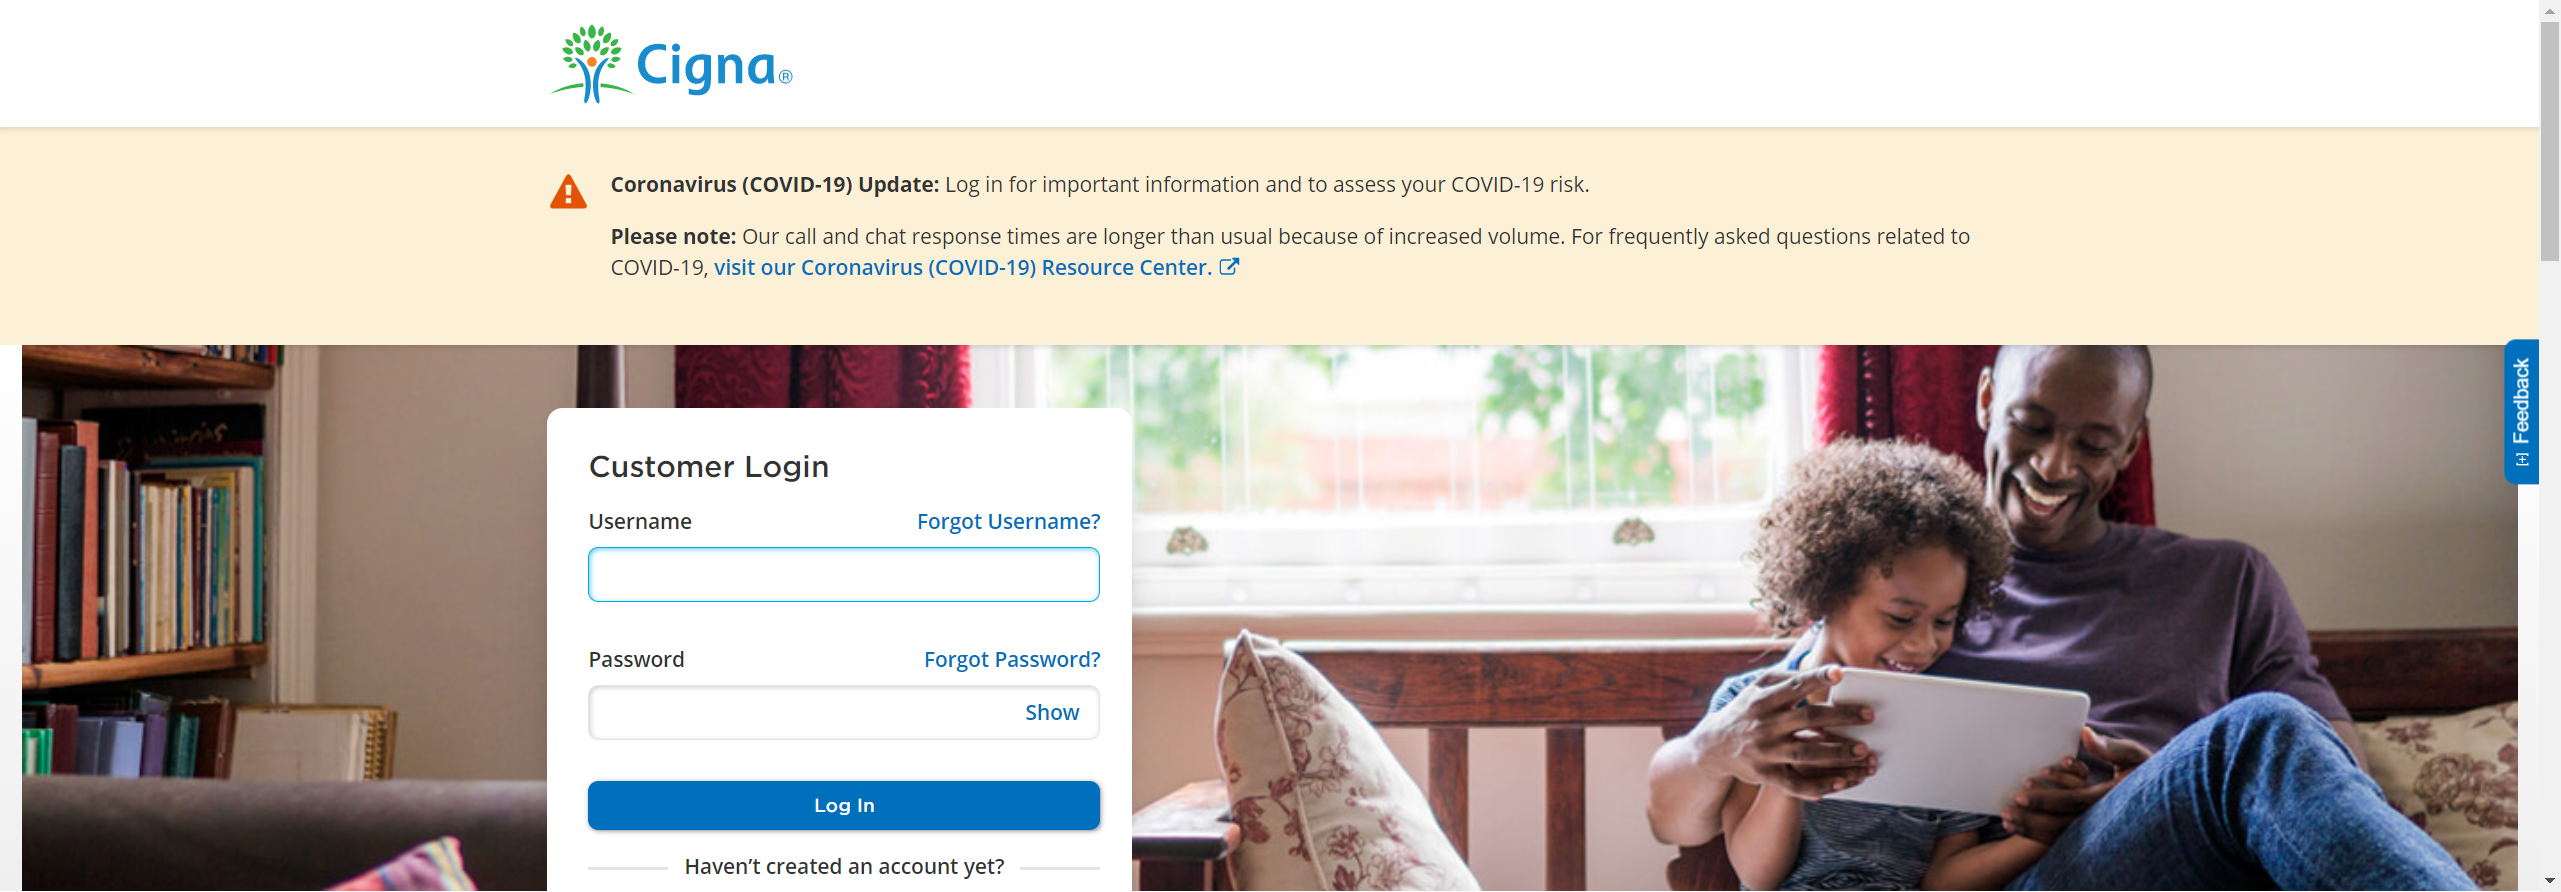 Cigna®
Coronavirus (COVID-19) Update: Log in for important information and to assess your COVID-19 risk.
Please note: Our call and chat response times are longer than usual because of increased volume. For frequently asked questions related to
COVID-19, visit our Coronavirus (COVID-19) Resource Center.
[+] Feedback
Customer Login
Username
Forgot Username?
Password
Forgot Password?
Show
Log In
Haven’t created an account yet?